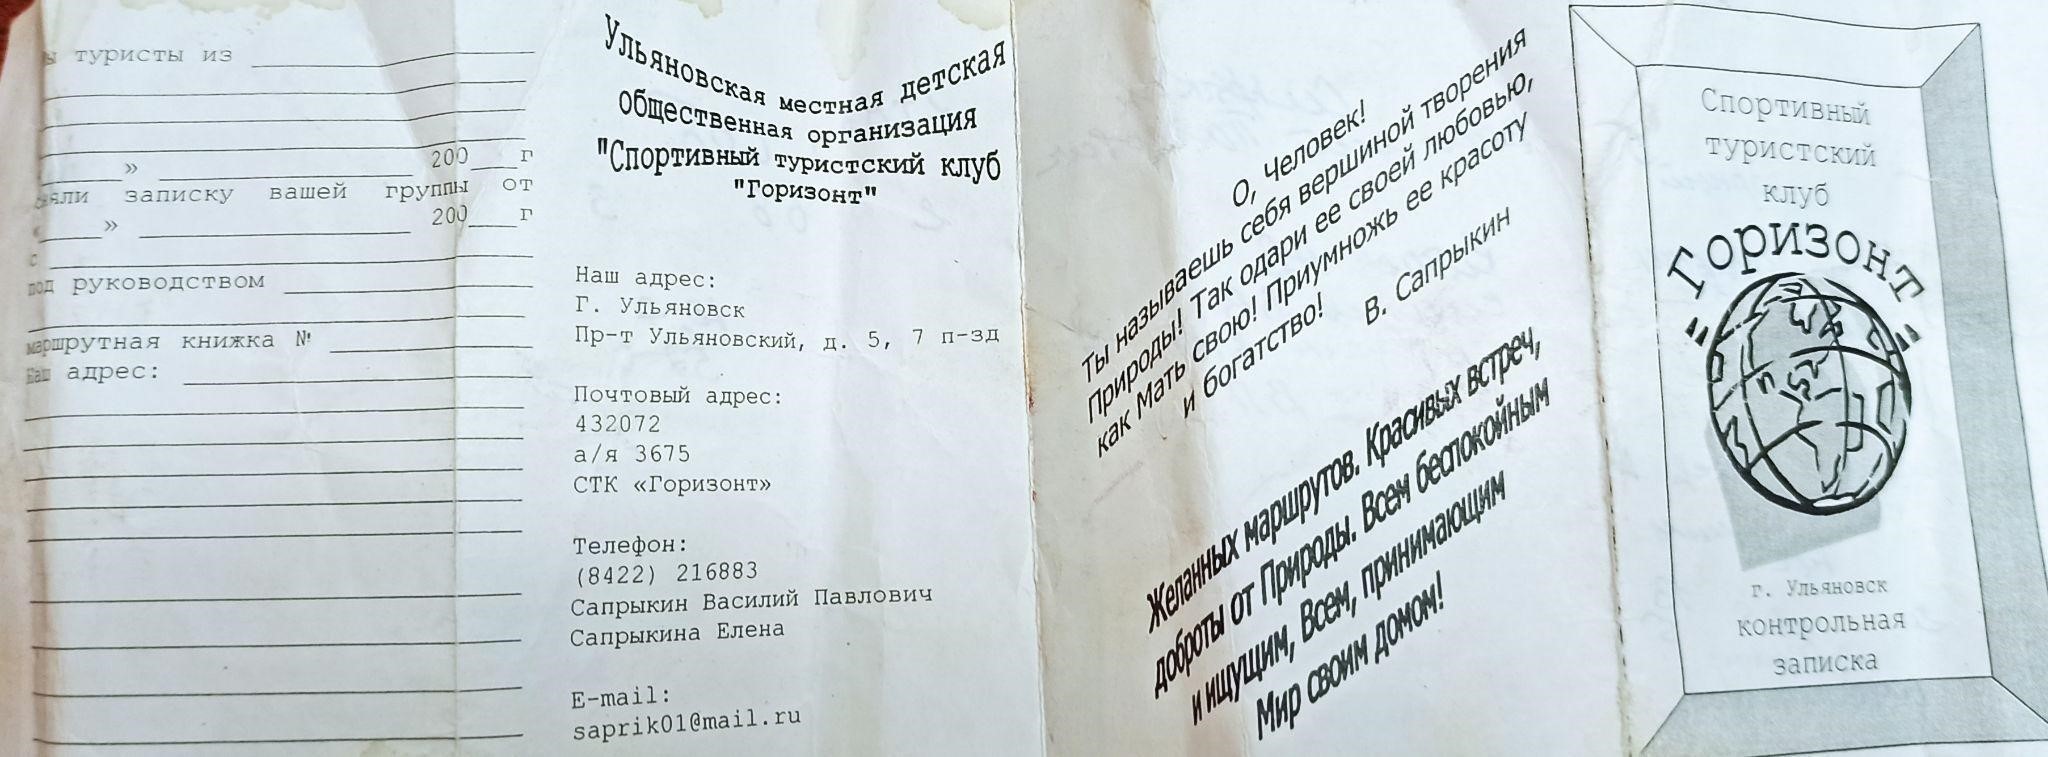 туристы из
» 200 г
записку вашей группы от
« » 200 г
с
под руководством
маршрутная книжка №
Наш адрес:
Ульяновская местная детская
общественная организация
"Спортивный туристский клуб
"Горизонт"
Наш адрес:
Г. Ульяновск
Пр-т Ульяновский, д. 5, 7 п-зд
Почтовый адрес:
432072
а/я 3675
СТК «Горизонт»
Телефон:
(8422) 216883
Сапрыкин Василий Павлович
Сапрыкина Елена
E-mail:
saprik01@mail.ru
О, Человек!
Ты называешь себя вершиной творения
Природы! Так одари ее своей любовью,
как Мать свою! Приумножь ее красоту
и богатство!
В. Сапрыкин
Желанных маршрутов. Красивых встреч,
доброты от Природы. Всем беспокойным
и ищущим, Всем, принимающим
Мир своим домом!
Спортивный
туристский
клуб
"Горизонт"
г. Ульяновск
контрольная
записка